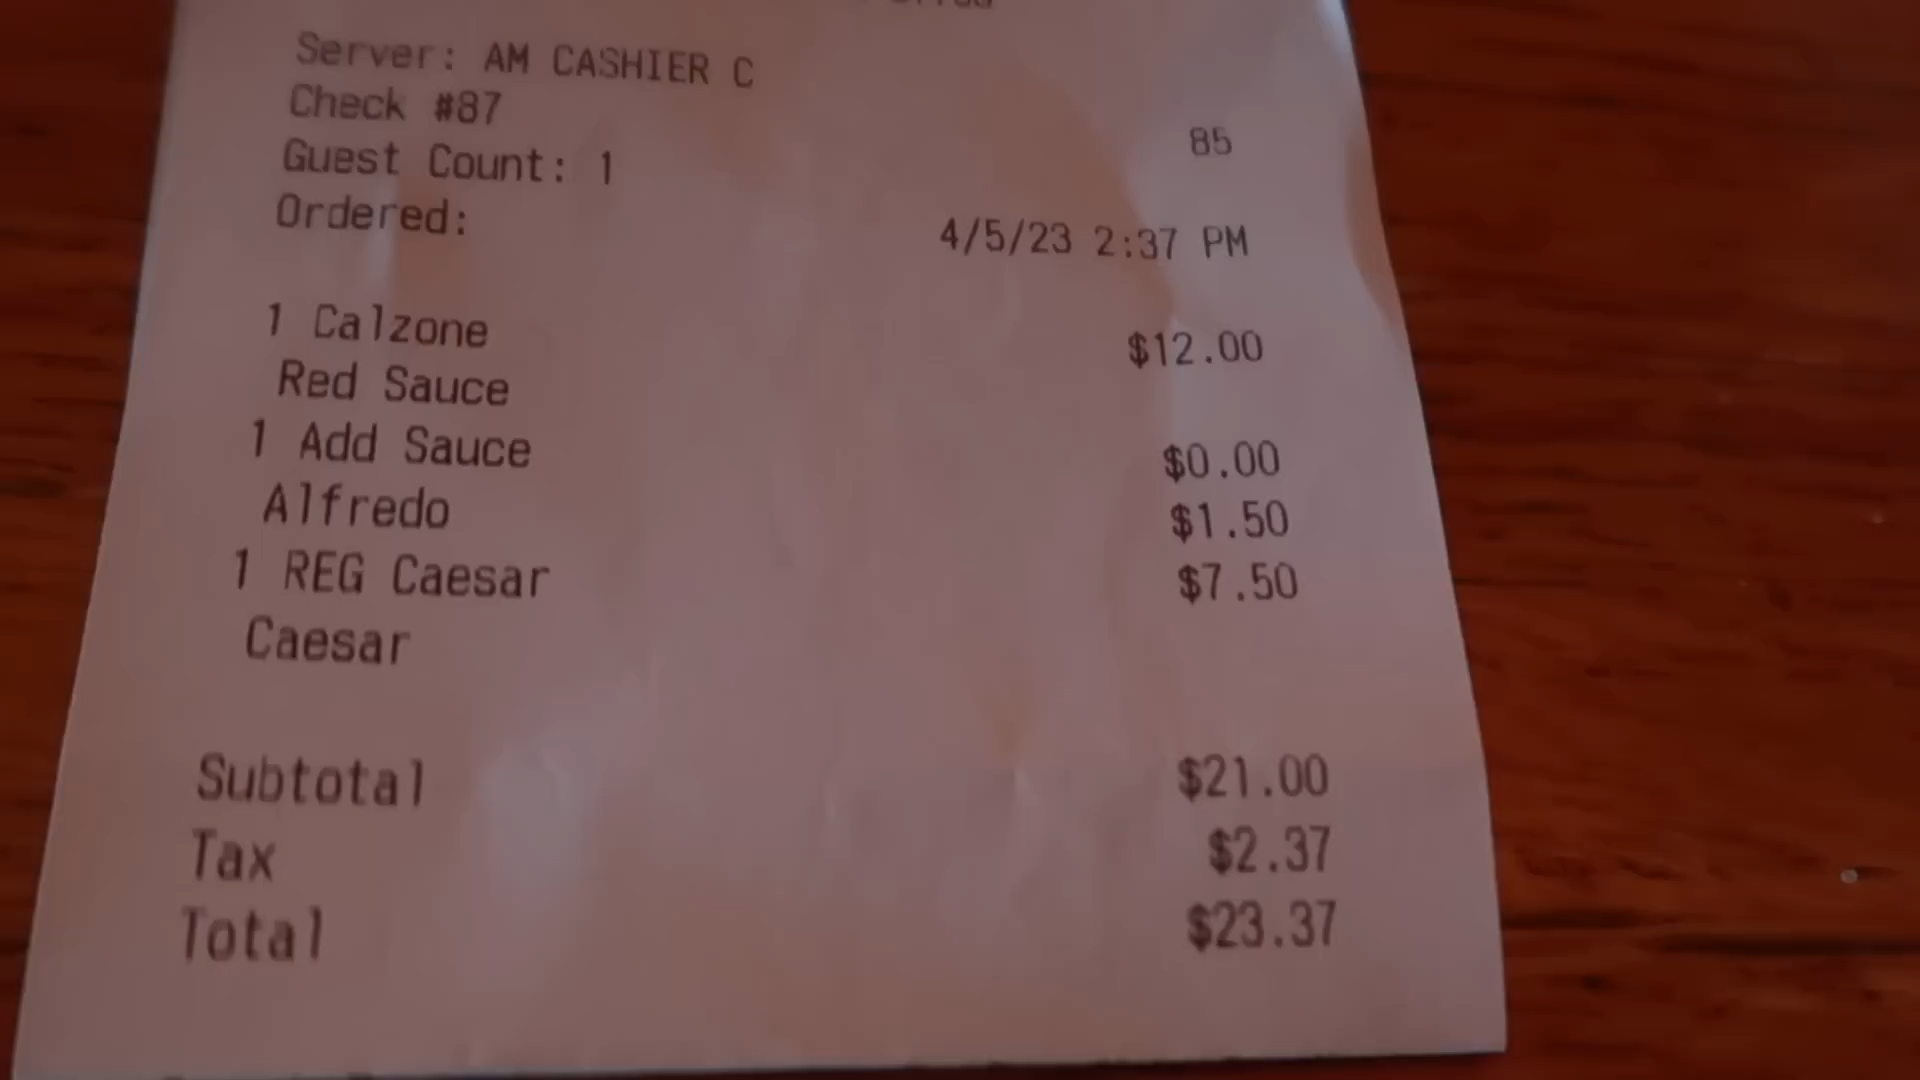 Server: AM CASHIER C
Check #87
85
Guest Count: 1
Ordered:
4/5/23 2:37 PM
1 Calzone $12.00
Red Sauce
1 Add Sauce $0.00
Alfredo $1.50
1 REG Caesar $7.50
Caesar
Subtotal $21.00
Tax $2.37
Total $23.37